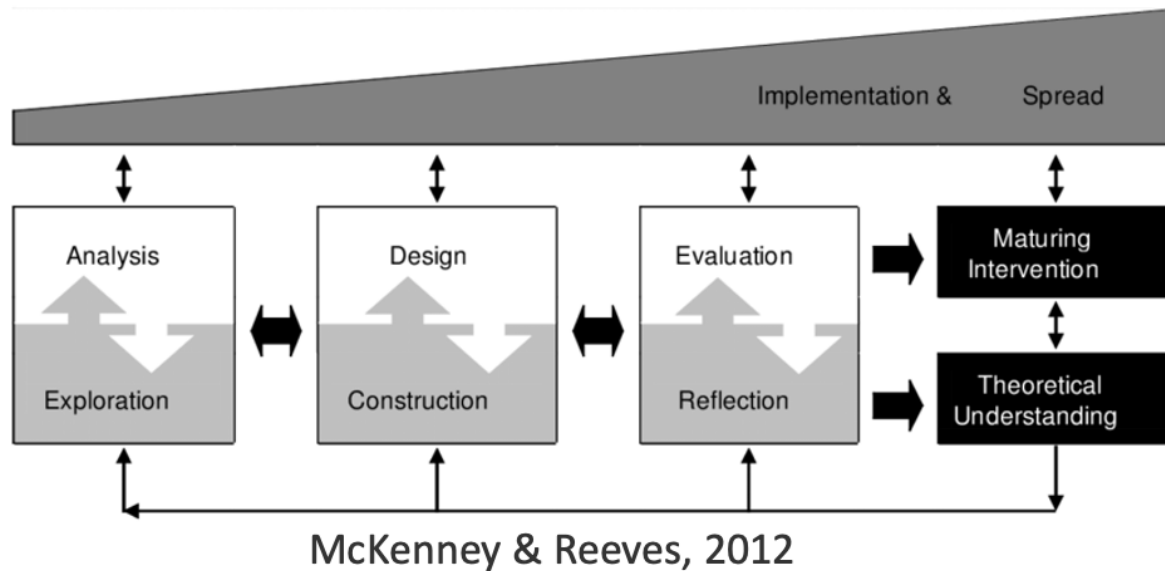 Implementation & Spread
Analysis
Exploration
Design
Construction
Evaluation
Reflection
Maturing
Intervention
Theoretical
Understanding
McKenney & Reeves, 2012